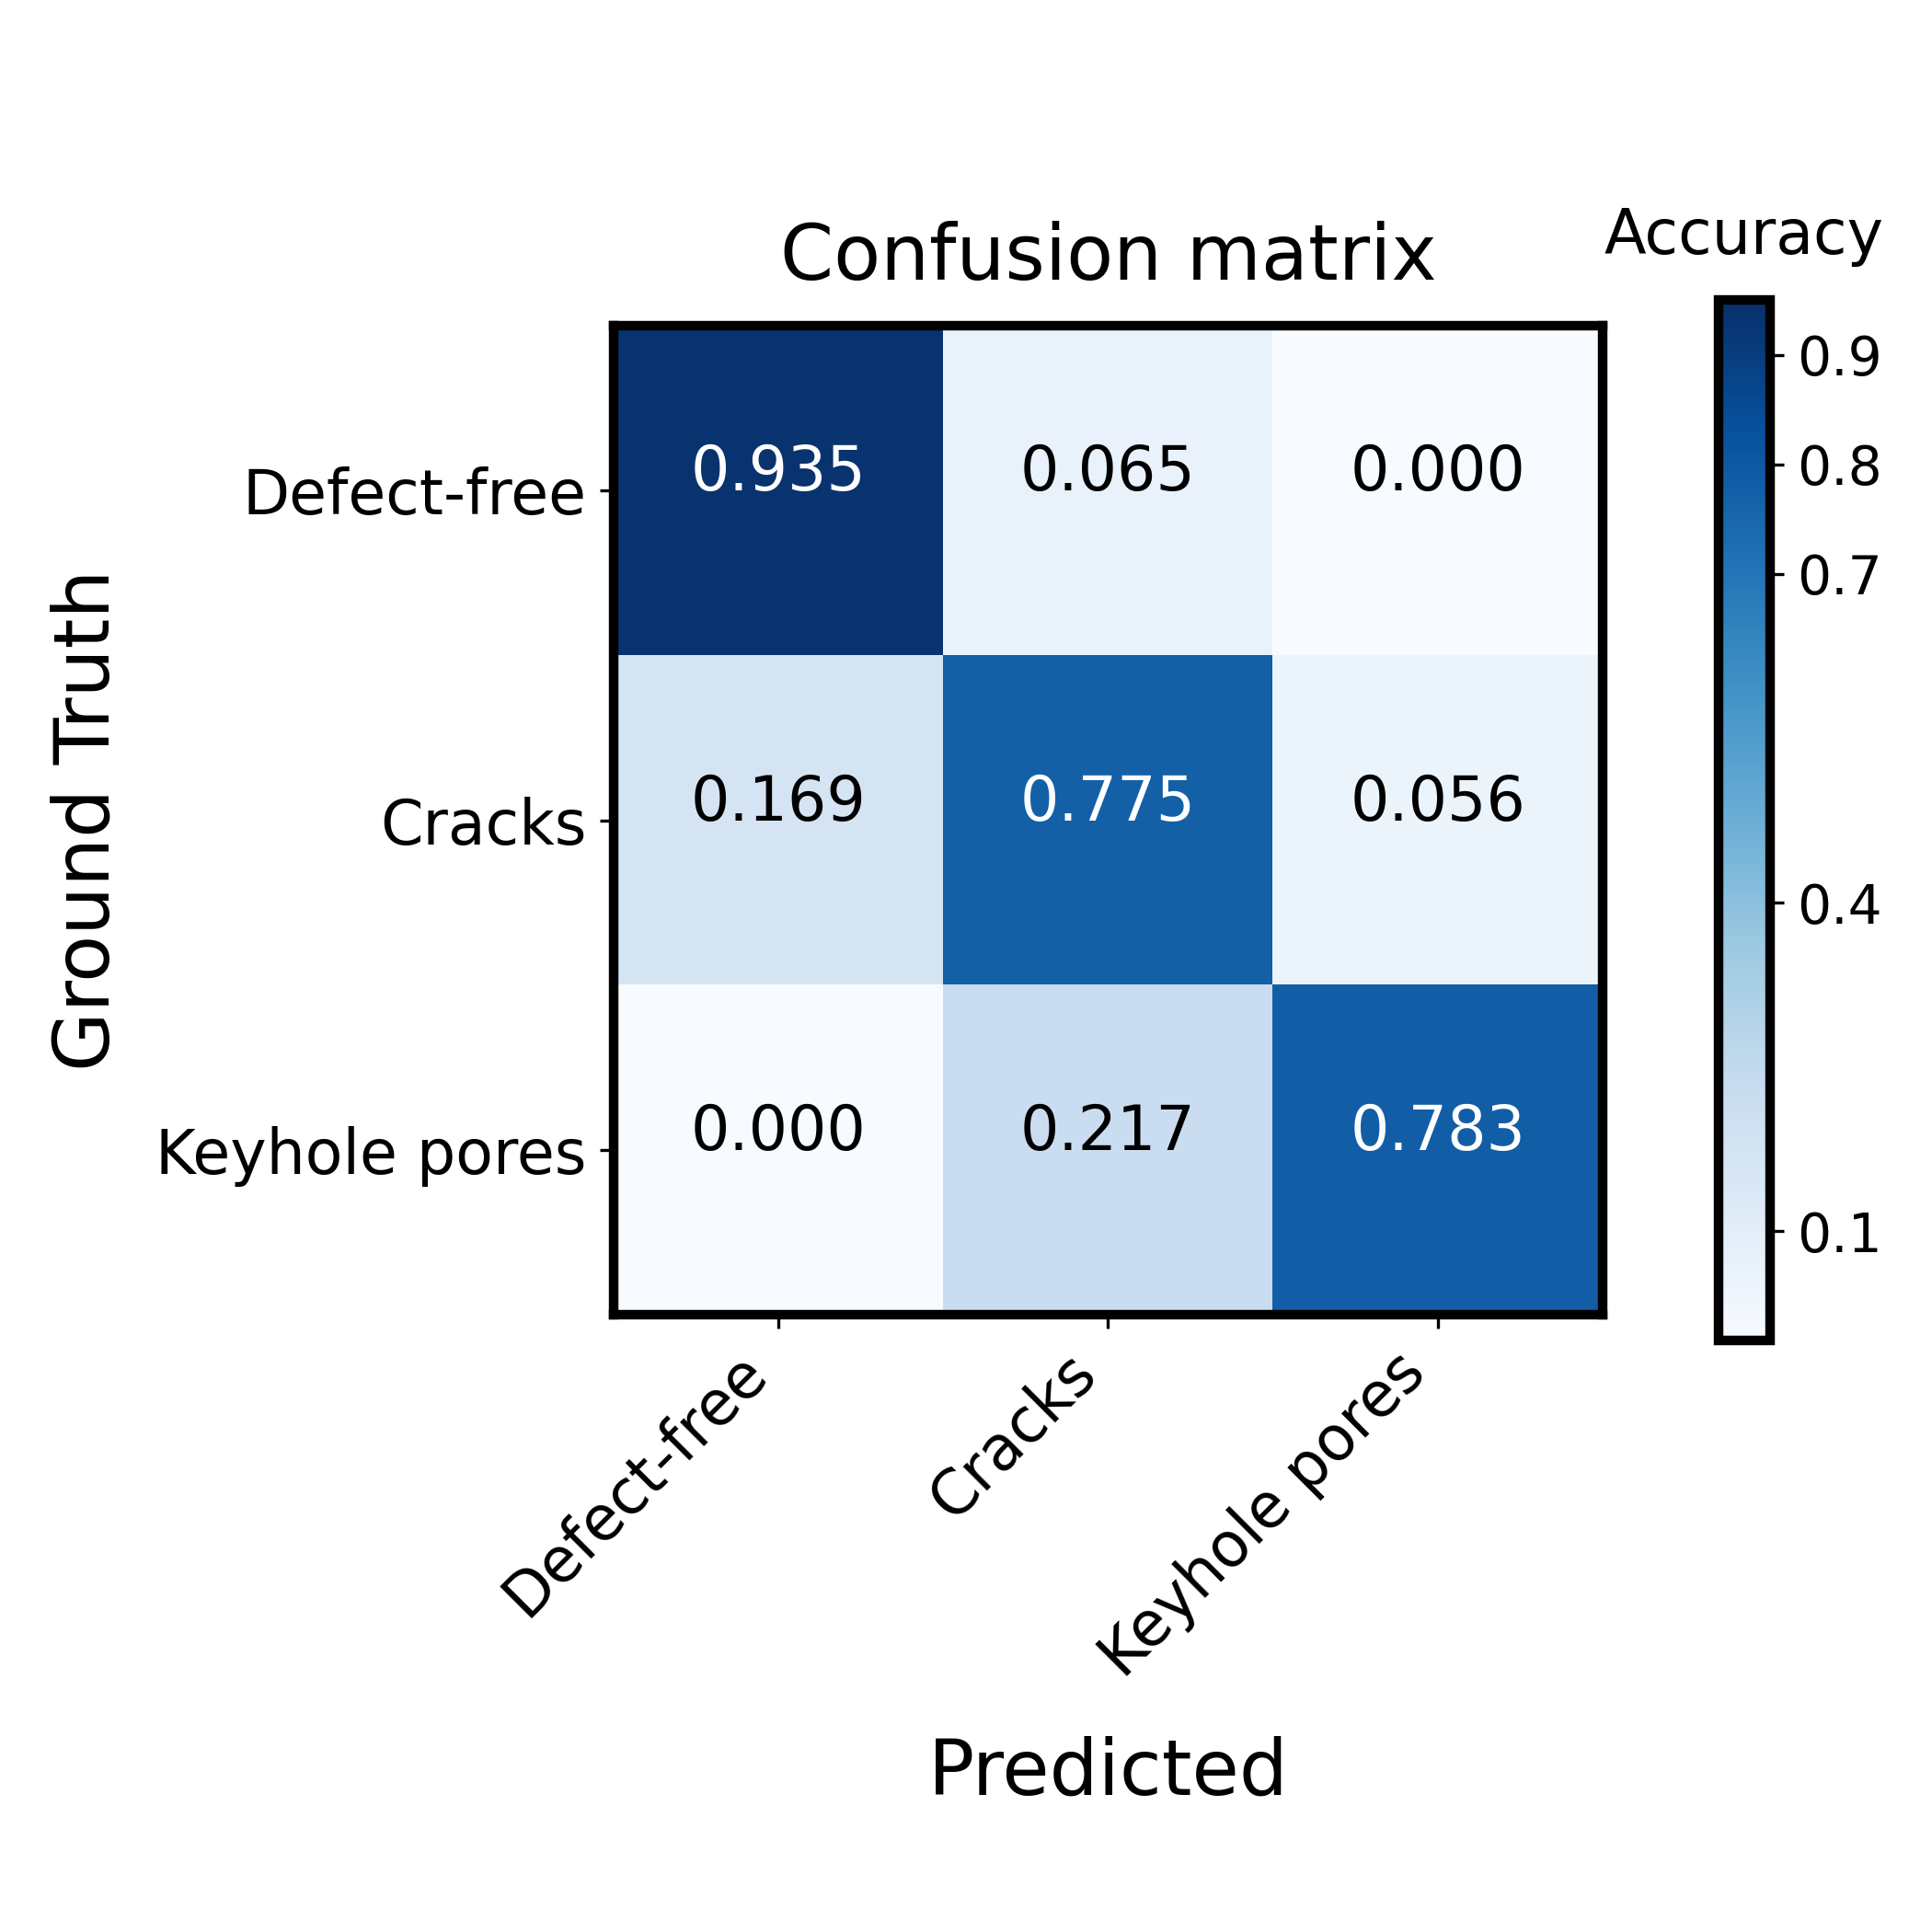 Confusion matrix
Accuracy
Ground Truth
Defect-free
0.935 0.065 0.000
Cracks
0.169 0.775 0.056
Keyhole pores
0.000 0.217 0.783
0.9
0.8
0.7
0.4
0.1
Defect-free
Cracks
Keyhole pores
Predicted